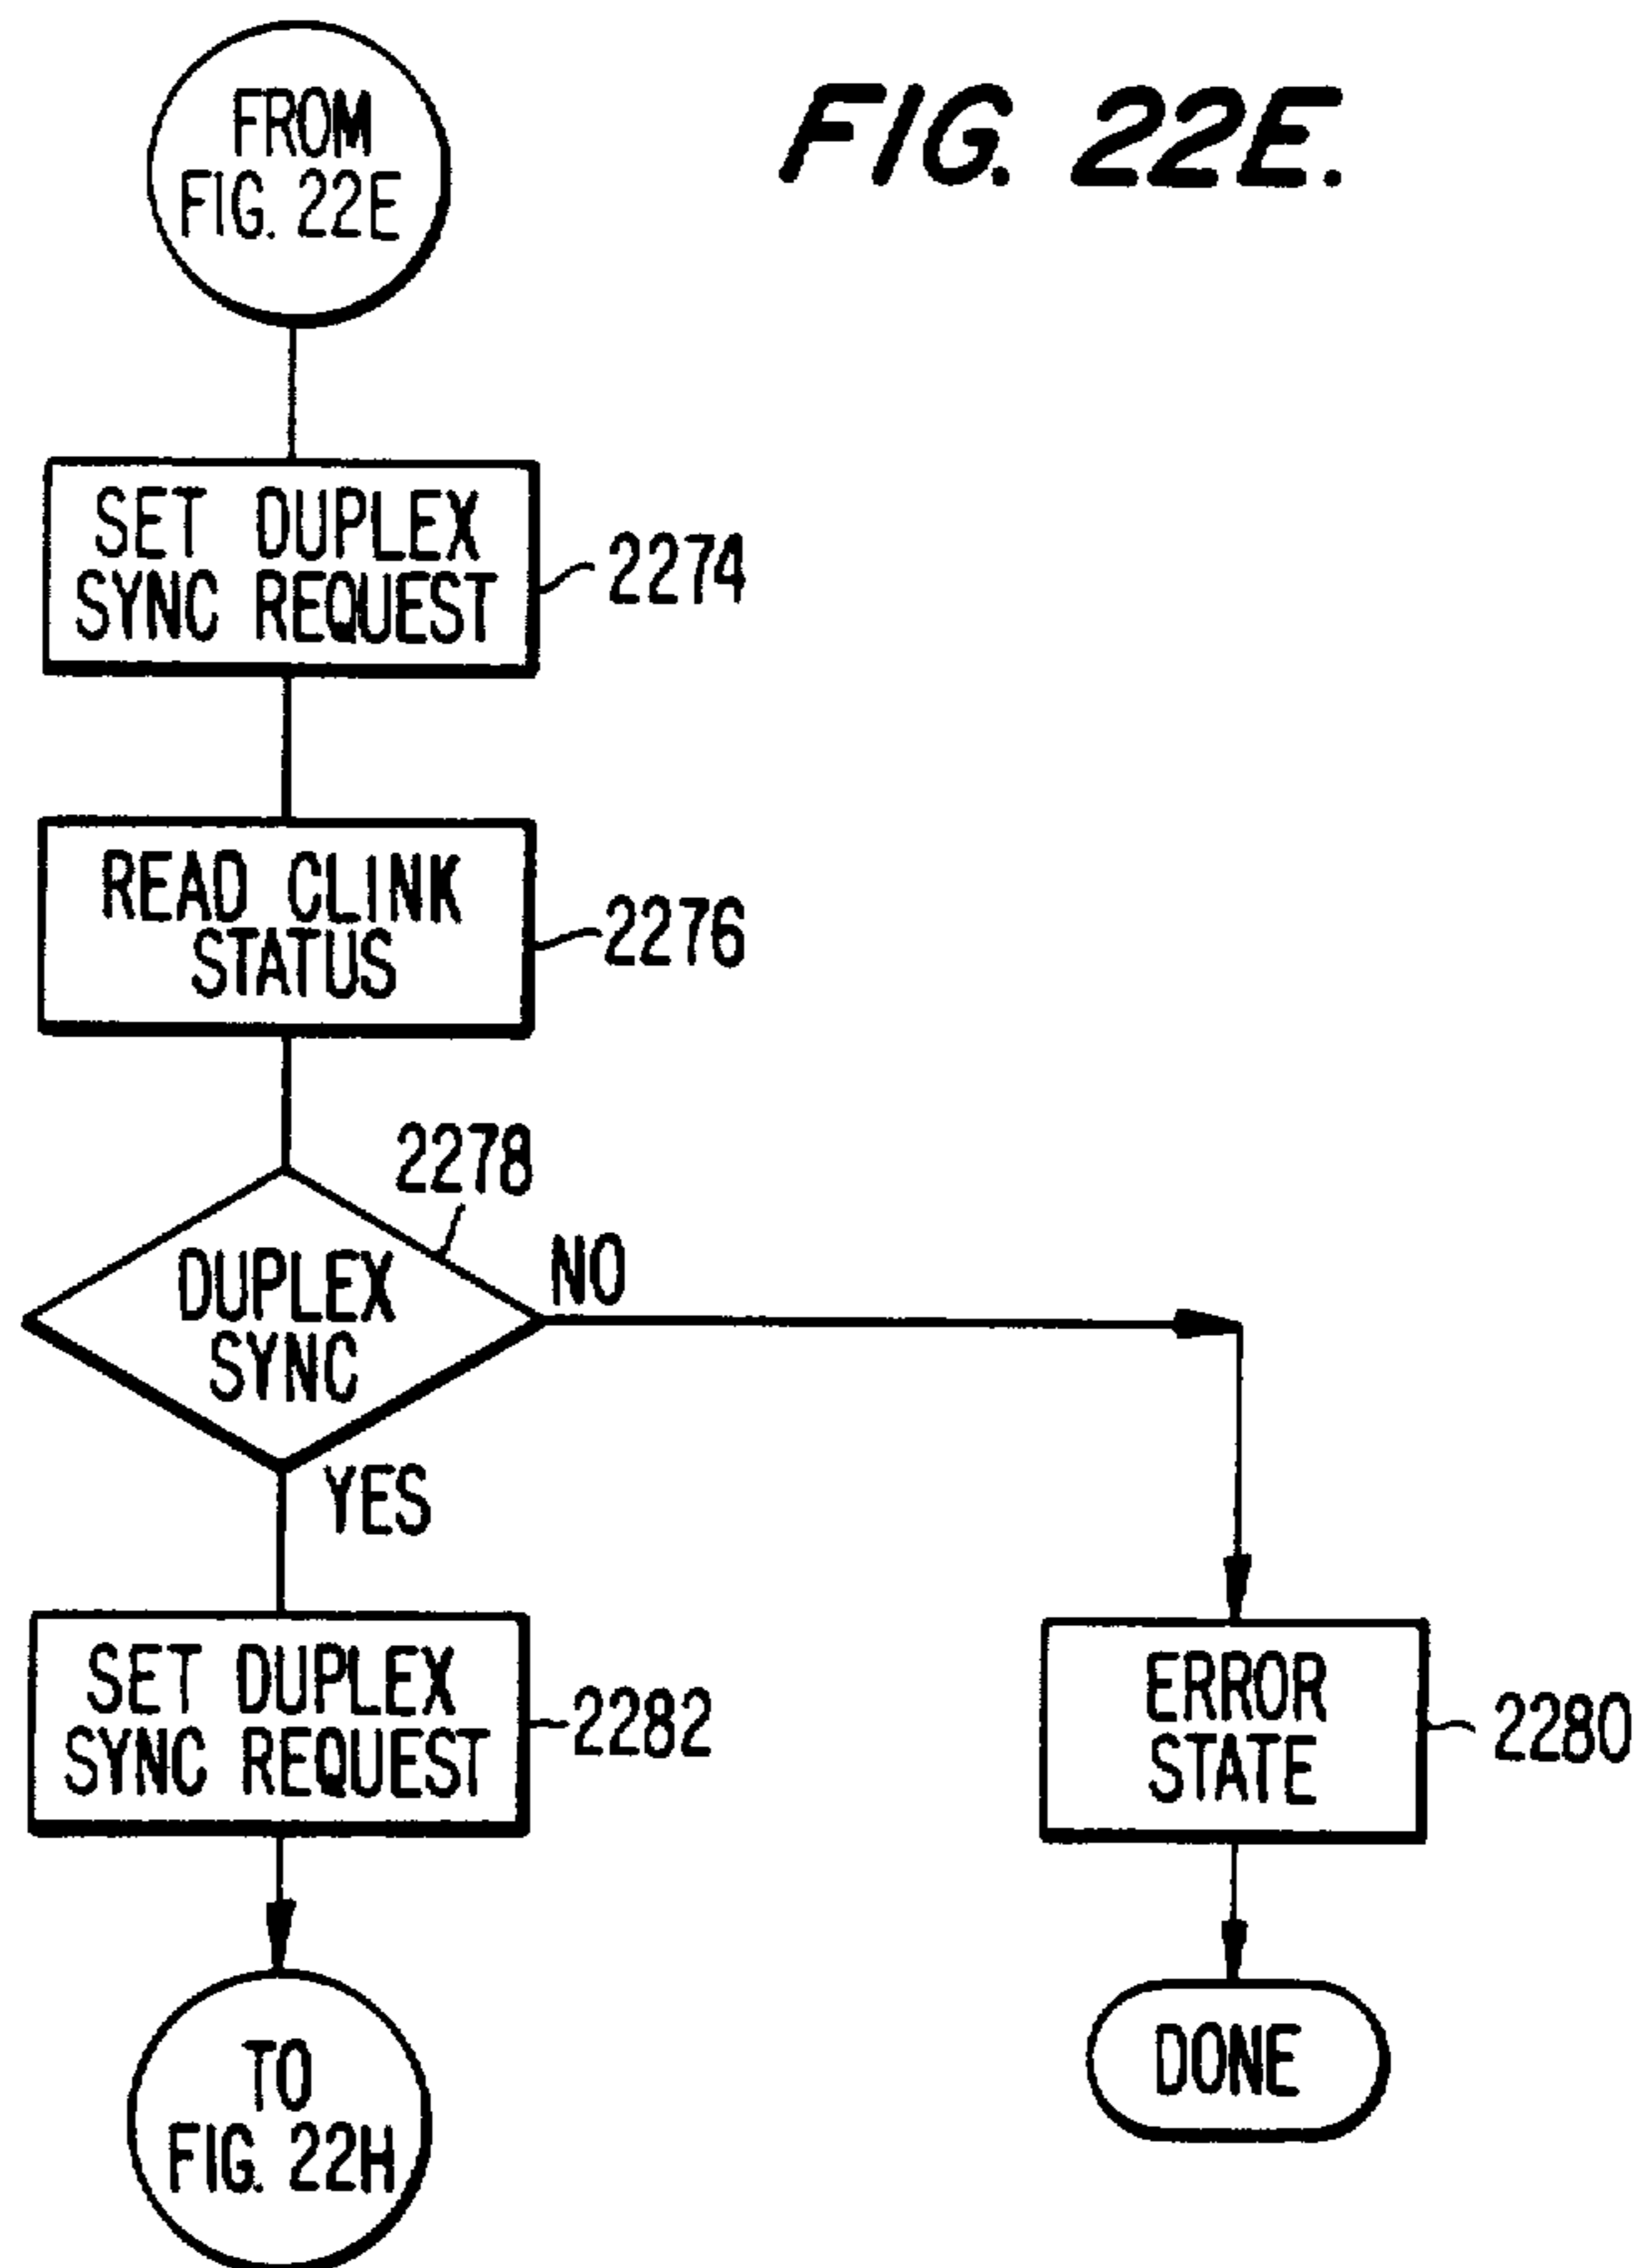 FROM
FIG. 22E
FIG. 22E.
SET DUPLEX
SYNC REQUEST
2274
READ CLINK
STATUS
2276
2278
DUPLEX
SYNC
NO
YES
SET DUPLEX
SYNC REQUEST
2282
ERROR
STATE
2280
TO
FIG. 22H
DONE